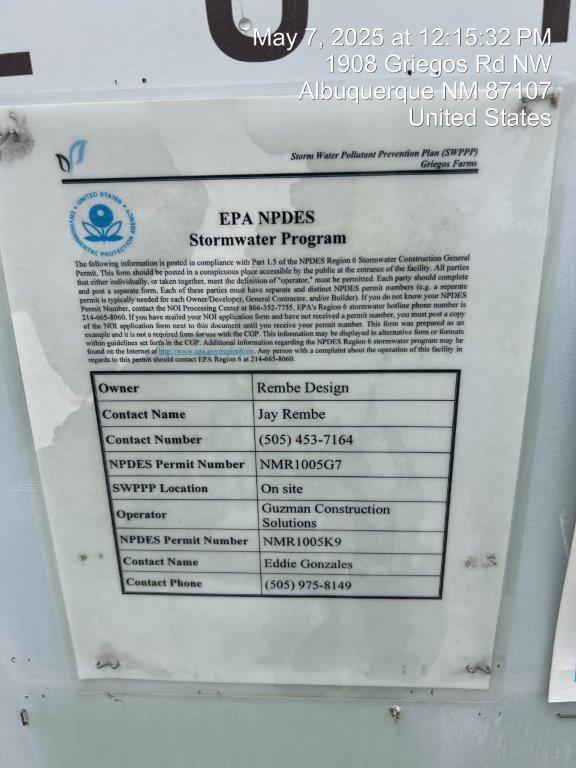 May 7, 2025 at 12:15:32 PM
1908 Griegos Rd NW
Albuquerque NM 87107
United States
Storm Water Pollutant Prevention Plan (SWPPP)
Griegos Farms
UNITED STATES
ENVIRONMENTAL PROTECTION AGENCY
EPA NPDES
Stormwater Program
The following information is posted in compliance with Part 1.5 of the NPDES Region 6 Stormwater Construction General
Permit. This form should be posted in a conspicuous place accessible by the public at the entrance of the facility. All parties
that either individually, or taken together, meet the definition of "operator," must be permitted. Each party should complete
and post a separate form. Each of these parties must have separate and distinct NPDES permit numbers (e.g. a separate
permit is typically needed for each Owner/Developer, General Contractor, and/or Builder). If you do not know your NPDES
Permit Number, contact the NOI Processing Center at 866-352-7755. EPA's Region 6 stormwater hotline phone number is
214-665-8060. If you have mailed your NOI application form and have not received a permit number, you must post a copy
of the NOI application form next to this document until you receive your permit number. This form was prepared as an
example and it is not a required form for use with the CGP. This information may be displayed in alternative form or formats
within guidelines set forth in the CGP. Additional information regarding the NPDES Region 6 stormwater program may be
found on the Internet at Any person with a complaint about the operation of this facility in
regards to this permit should contact EPA Region 6 at 214-665-8060.
Owner Rembe Design
Contact Name Jay Rembe
Contact Number (505) 453-7164
NPDES Permit Number NMR1005G7
SWPPP Location On site
Operator Guzman Construction
Solutions
NPDES Permit Number NMR1005K9
Contact Name Eddie Gonzales
Contact Phone (505) 975-8149